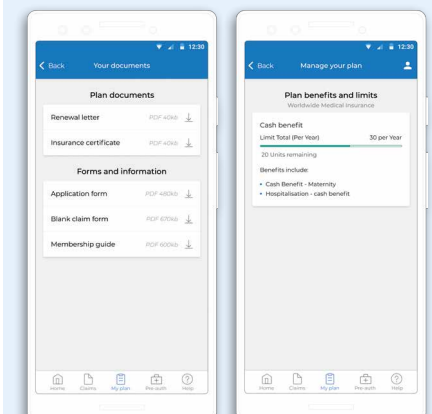 12:30
Back Your documents
Plan documents
Renewal letter PDF 40kb
Insurance certificate PDF 40kb
Forms and information
Application form PDF 480kb
Blank claim form PDF 670kb
Membership guide PDF 600kb
Home Claims My plan Pre-auth Help
12:30
Back Manage your plan
Plan benefits and limits
Worldwide Medical Insurance
Cash benefit
Limit Total (Per Year) 30 per Year
20 Units remaining
Benefits include:
• Cash Benefit - Maternity
• Hospitalisation - cash benefit
Home Claims My plan Pre-auth Help